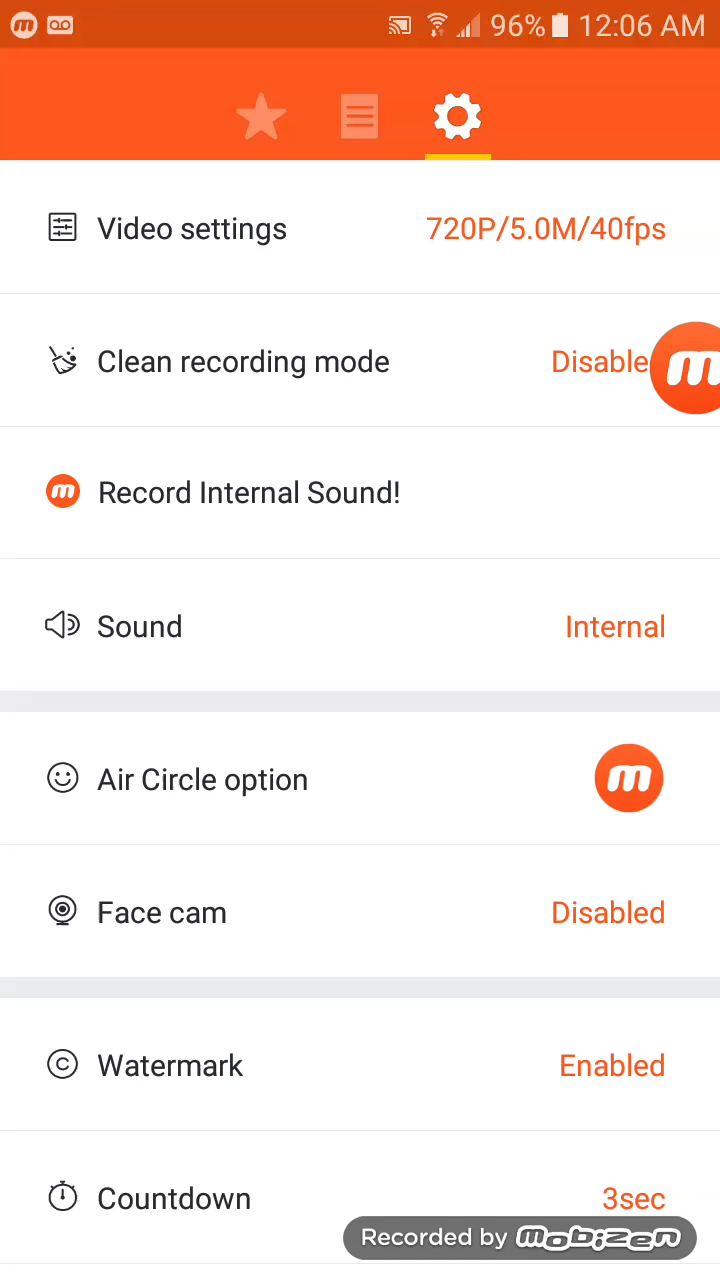 96% 12:06 AM
Video settings 720P/5.0M/40fps
Clean recording mode Disable
m
Record Internal Sound!
Sound Internal
Air Circle option m
Face cam Disabled
Watermark Enabled
Countdown 3sec
Recorded by mobizen